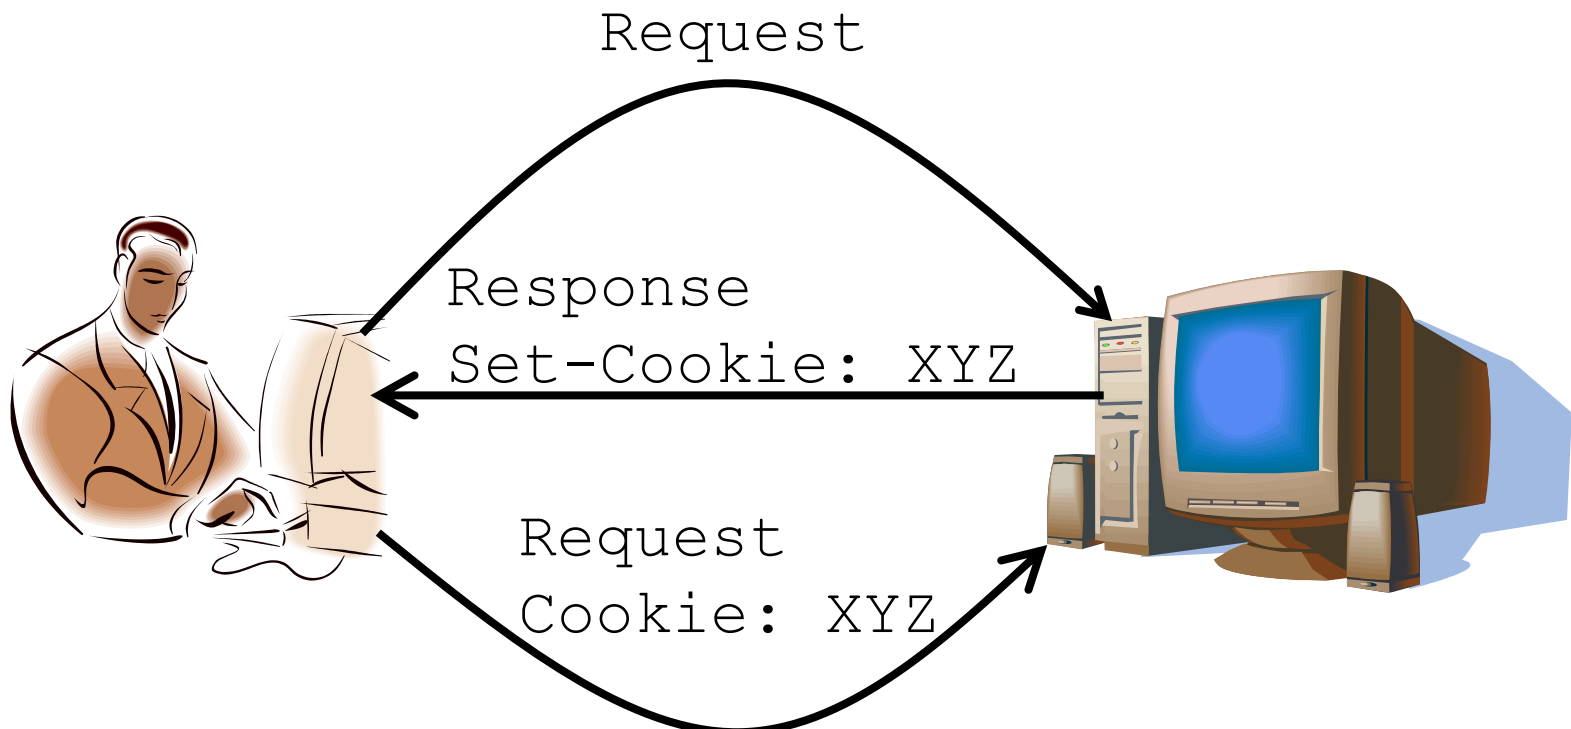 Request
Response
Set-Cookie: XYZ
Request
Cookie: XYZ